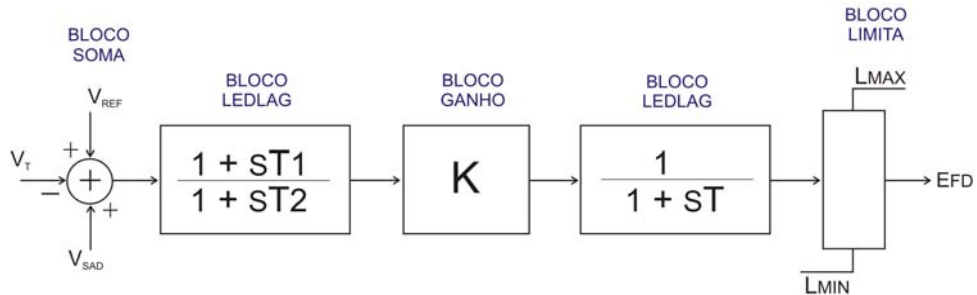 BLOCO
SOMA
BLOCO
LEDLAG
BLOCO
GANHO
BLOCO
LEDLAG
BLOCO
LIMITA
VREF
VT
+
−
+
+
VSAD
1 + sT1
1 + sT2
K
1
1 + sT
LMAX
LMIN
EFD